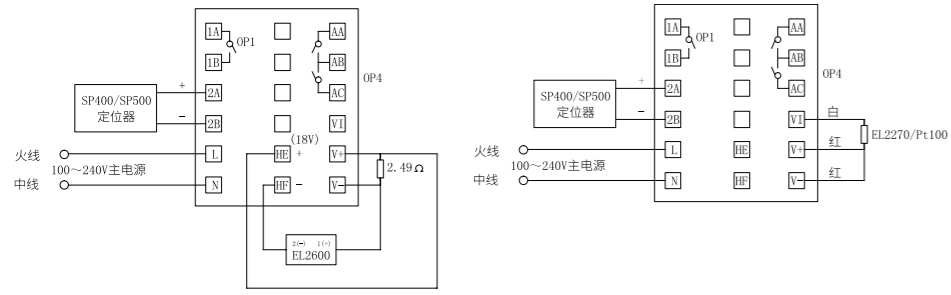 1A
OP1
AA
1B
AB
OP4
SP400/SP500
定位器
+
2A
AC
−
2B
VI
(18V)
火线
L
HE
+
V+
100～240V主电源
2.49Ω
中线
N
HF
−
V−
2(−)
1(+)
EL2600
1A
OP1
AA
1B
AB
OP4
SP400/SP500
定位器
+
2A
AC
−
2B
VI
白
EL2270/Pt100
火线
L
HE
V+
红
100～240V主电源
中线
N
HF
V−
红